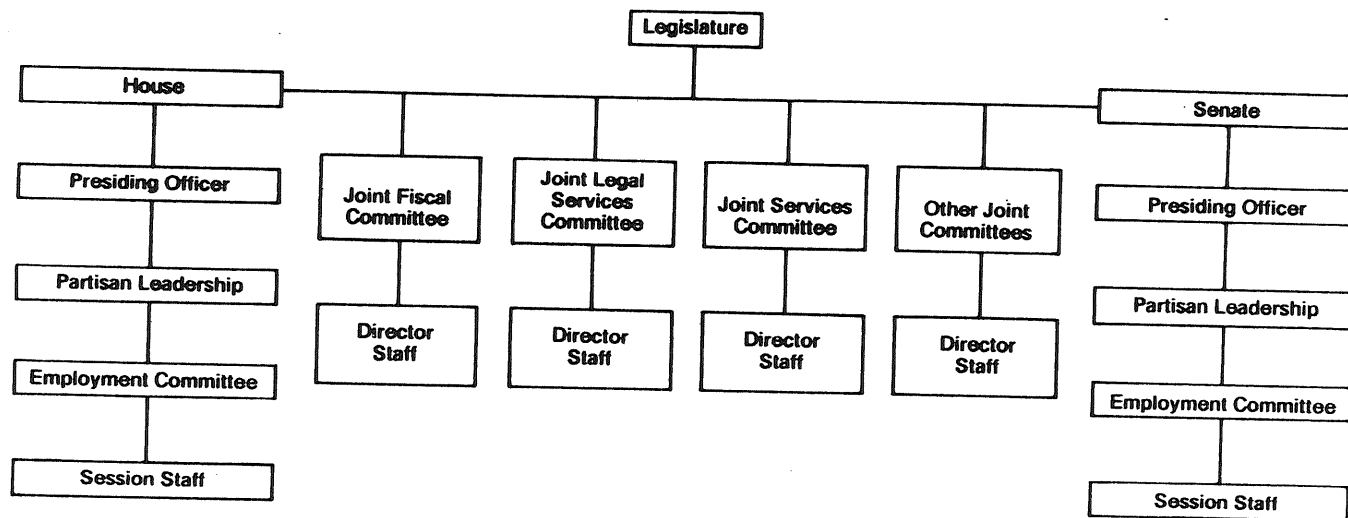 Legislature
House
Senate
Presiding Officer
Joint Fiscal
Committee
Joint Legal
Services
Committee
Joint Services
Committee
Other Joint
Committees
Presiding Officer
Partisan Leadership
Partisan Leadership
Director
Staff
Director
Staff
Director
Staff
Director
Staff
Employment Committee
Employment Committee
Session Staff
Session Staff